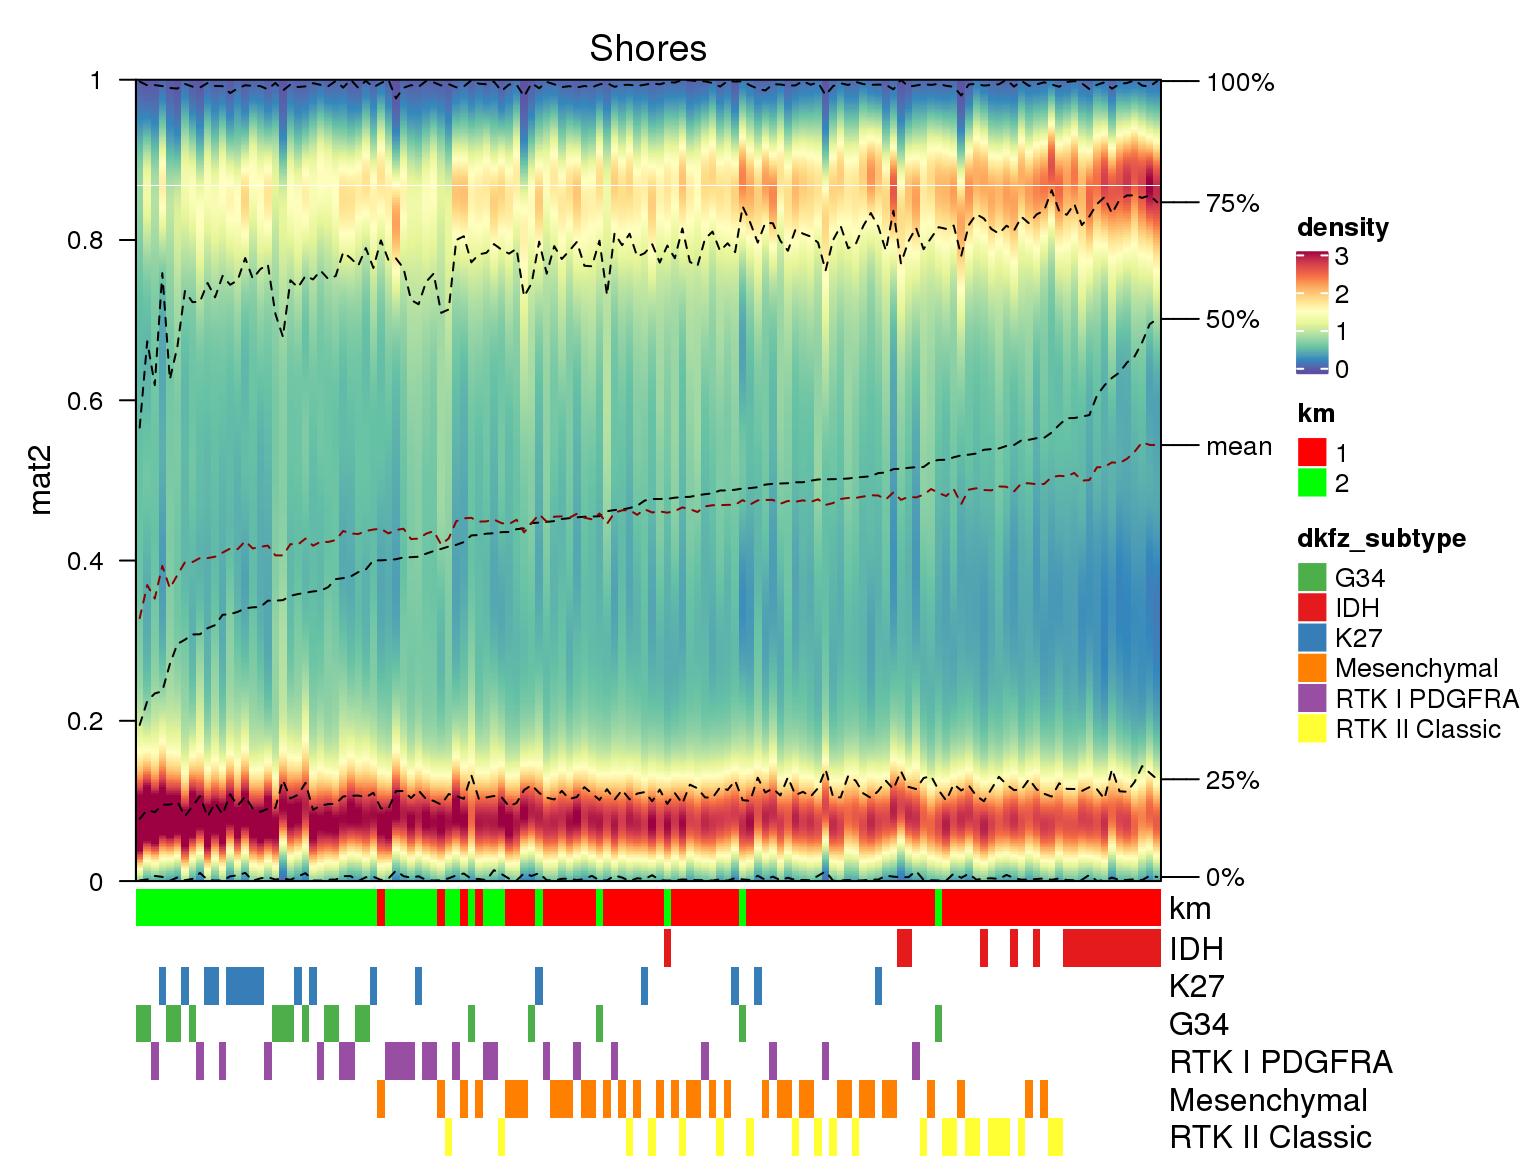 Shores
mat2
1
0.8
0.6
0.4
0.2
0
100%
75%
50%
mean
25%
0%
km
IDH
K27
G34
RTK I PDGFRA
Mesenchymal
RTK II Classic
density
3
2
1
0
km
1
2
dkfz_subtype
G34
IDH
K27
Mesenchymal
RTK I PDGFRA
RTK II Classic